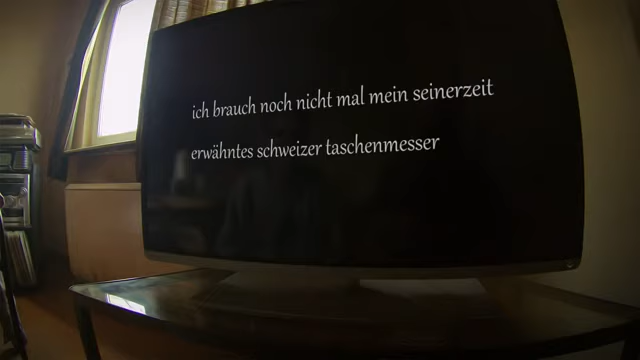 ich brauch noch nicht mal mein seinerzeit
erwähntes schweizer taschenmesser